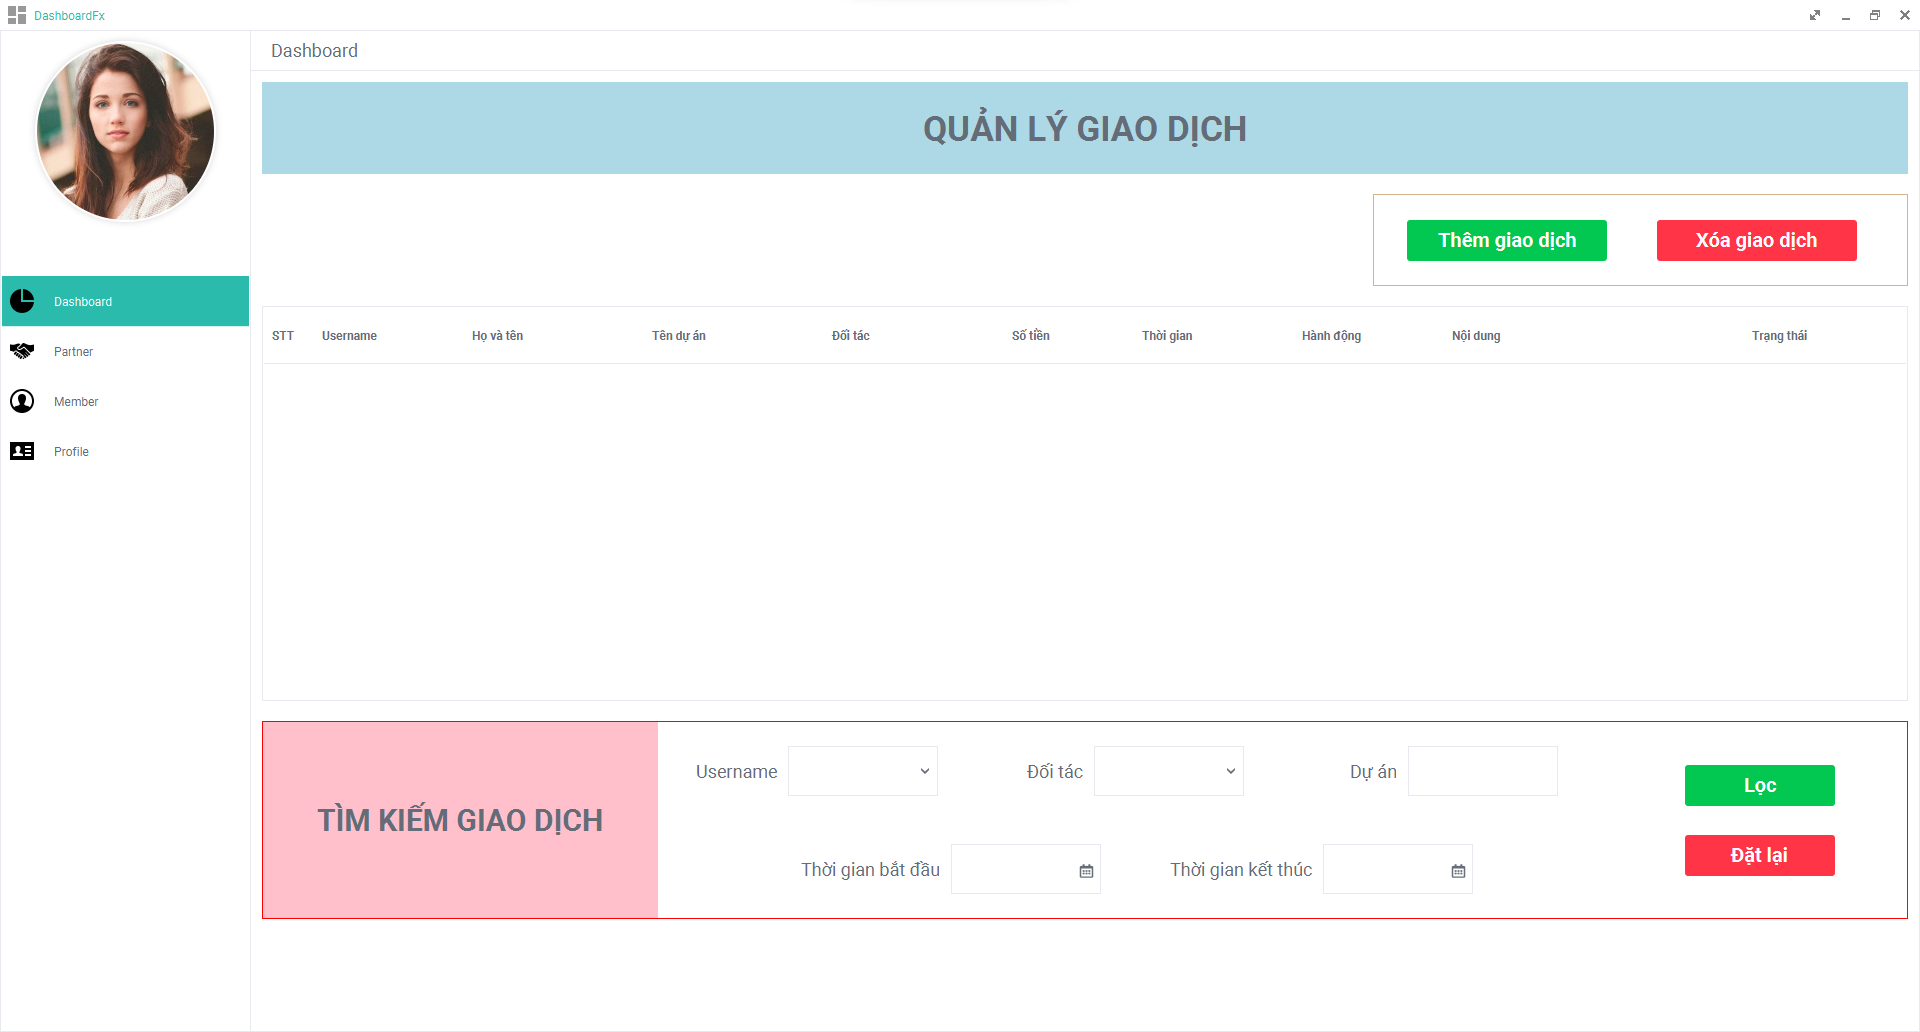 DashboardFx
Dashboard
QUẢN LÝ GIAO DỊCH
Thêm giao dịch
Xóa giao dịch
Dashboard
Partner
Member
Profile
STT Username Họ và tên Tên dự án Đối tác Số tiền Thời gian Hành động Nội dung Trạng thái
TÌM KIẾM GIAO DỊCH
Username
Đối tác
Dự án
Thời gian bắt đầu
Thời gian kết thúc
Lọc
Đặt lại